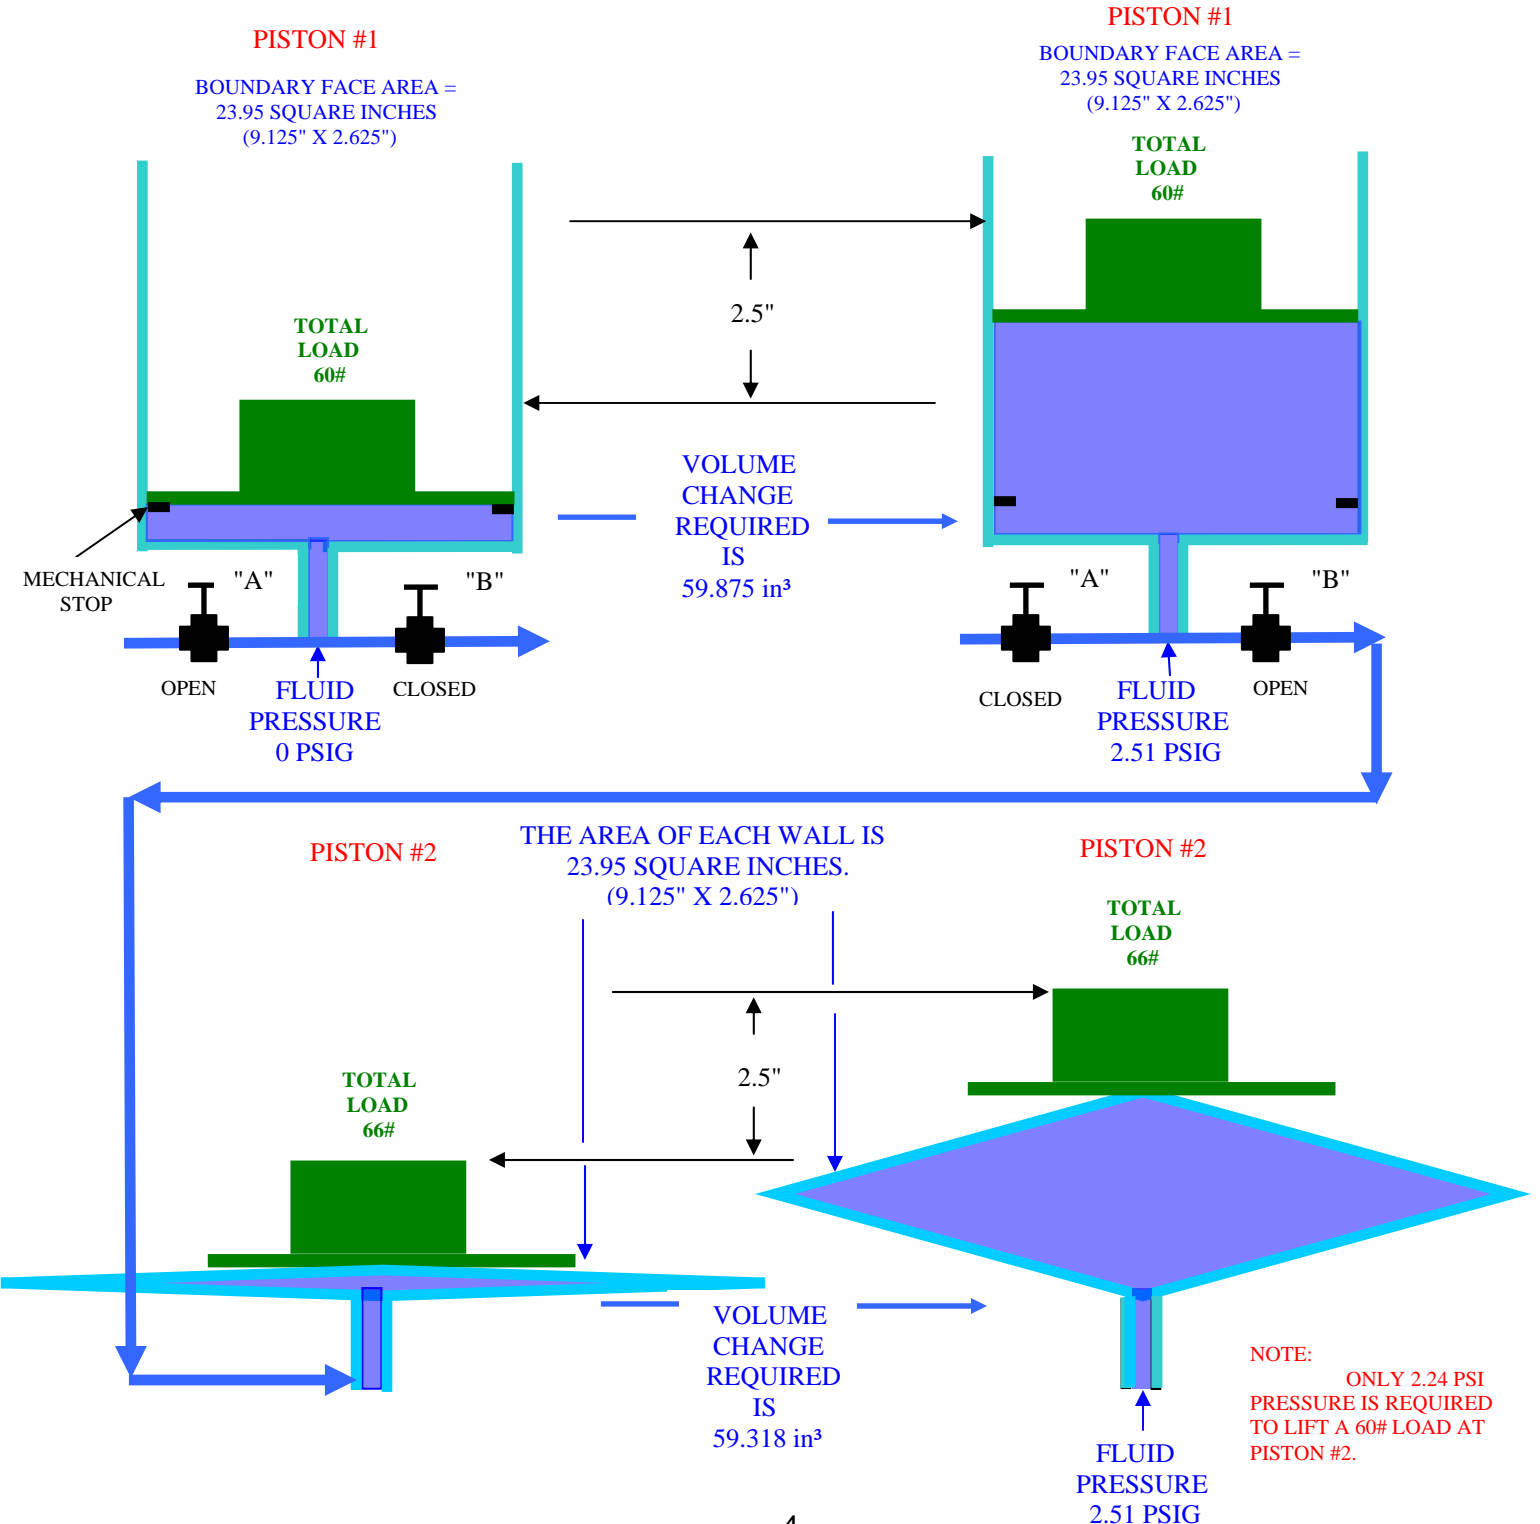 PISTON #1
BOUNDARY FACE AREA =
23.95 SQUARE INCHES
(9.125" X 2.625")
TOTAL
LOAD
60#
MECHANICAL
STOP
"A"
"B"
OPEN
CLOSED
FLUID
PRESSURE
0 PSIG
2.5"
VOLUME
CHANGE
REQUIRED
IS
59.875 in³
PISTON #1
BOUNDARY FACE AREA =
23.95 SQUARE INCHES
(9.125" X 2.625")
TOTAL
LOAD
60#
"A"
"B"
CLOSED
OPEN
FLUID
PRESSURE
2.51 PSIG
PISTON #2
THE AREA OF EACH WALL IS
23.95 SQUARE INCHES.
(9.125" X 2.625")
PISTON #2
TOTAL
LOAD
66#
2.5"
TOTAL
LOAD
66#
VOLUME
CHANGE
REQUIRED
IS
59.318 in³
FLUID
PRESSURE
2.51 PSIG
NOTE:
ONLY 2.24 PSI
PRESSURE IS REQUIRED
TO LIFT A 60# LOAD AT
PISTON #2.
4